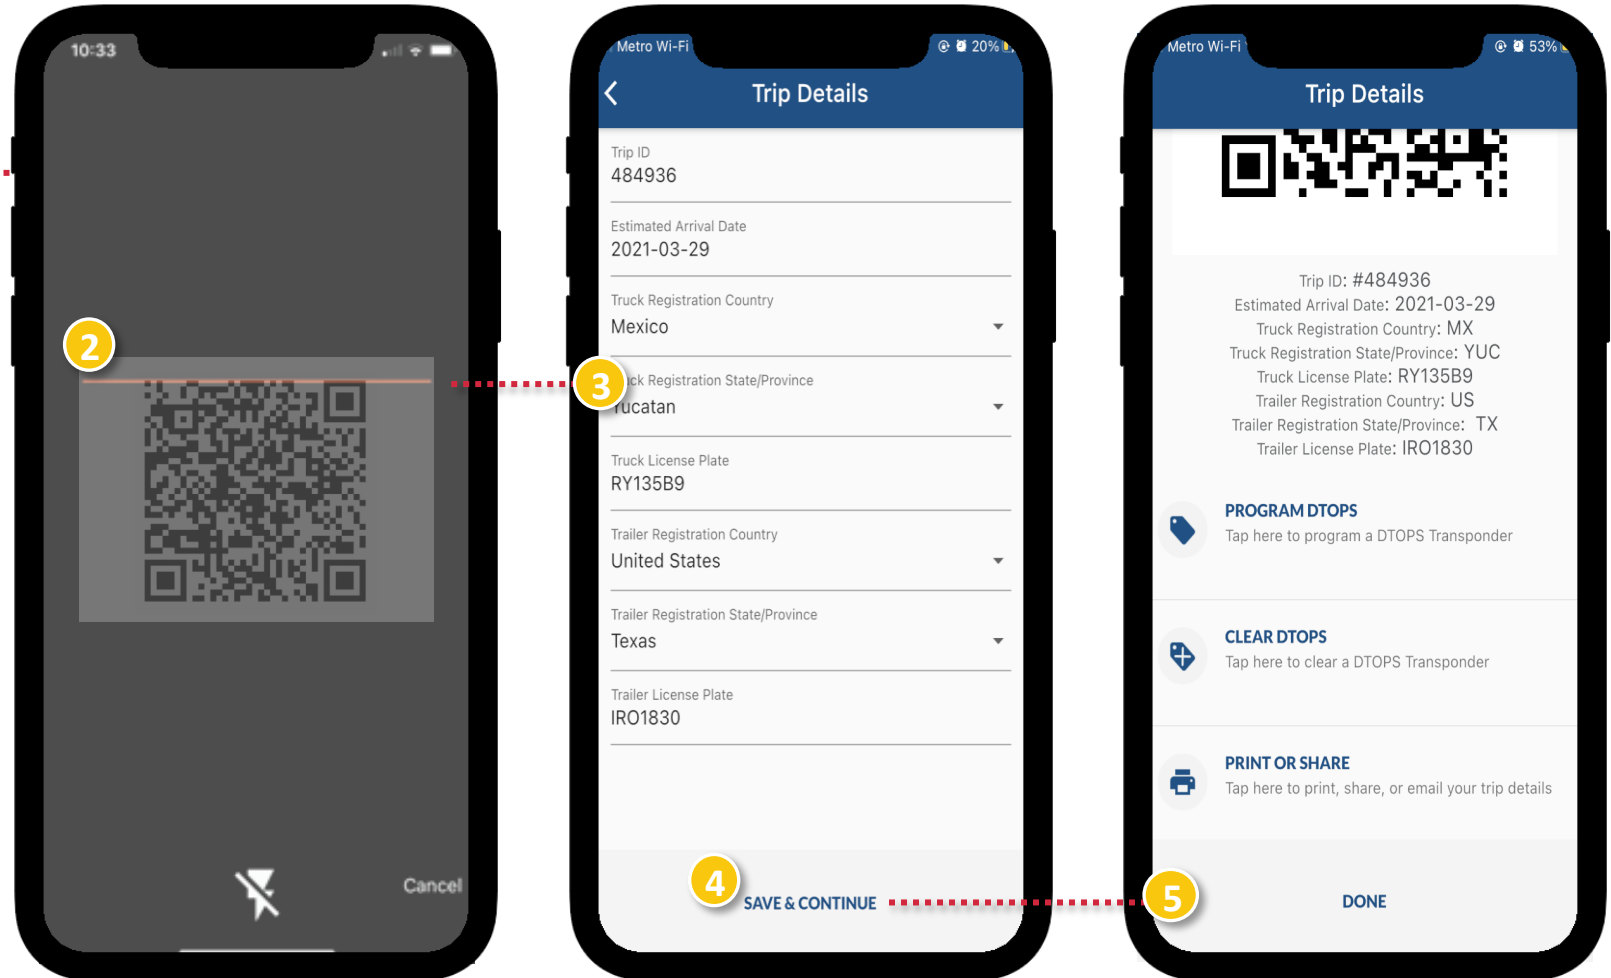 10:33
2
Cancel
Metro Wi-Fi
20%
Trip Details
Trip ID
484936
Estimated Arrival Date
2021-03-29
Truck Registration Country
Mexico
3
ck Registration State/Province
Yucatan
Truck License Plate
RY135B9
Trailer Registration Country
United States
Trailer Registration State/Province
Texas
Trailer License Plate
IRO1830
4
SAVE & CONTINUE
Metro Wi-Fi
53%
Trip Details
Trip ID: #484936
Estimated Arrival Date: 2021-03-29
Truck Registration Country: MX
Truck Registration State/Province: YUC
Truck License Plate: RY135B9
Trailer Registration Country: US
Trailer Registration State/Province: TX
Trailer License Plate: IRO1830
PROGRAM DTOPS
Tap here to program a DTOPS Transponder
CLEAR DTOPS
Tap here to clear a DTOPS Transponder
PRINT OR SHARE
Tap here to print, share, or email your trip details
5
DONE